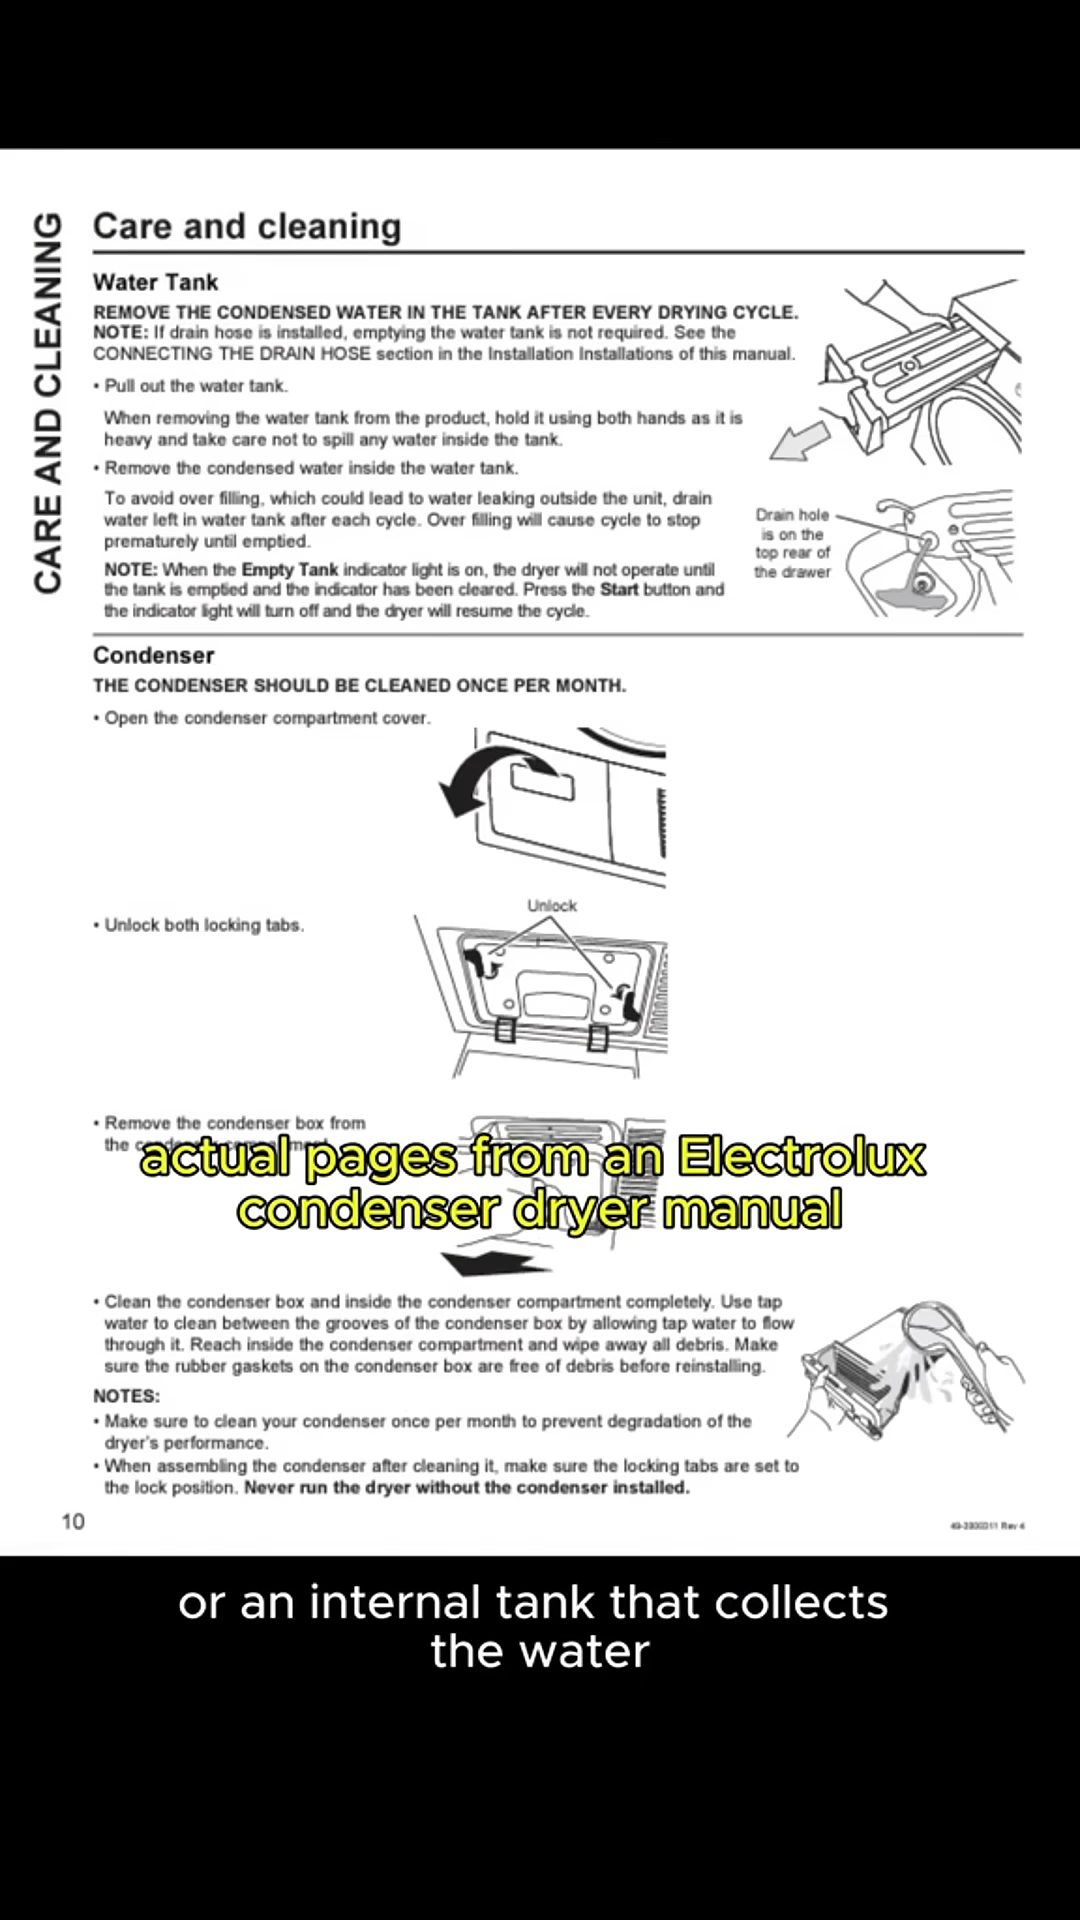 CARE AND CLEANING
Care and cleaning
Water Tank
REMOVE THE CONDENSED WATER IN THE TANK AFTER EVERY DRYING CYCLE.
NOTE: If drain hose is installed, emptying the water tank is not required. See the
CONNECTING THE DRAIN HOSE section in the Installation Installations of this manual.
• Pull out the water tank.
When removing the water tank from the product, hold it using both hands as it is
heavy and take care not to spill any water inside the tank.
• Remove the condensed water inside the water tank.
To avoid over filling, which could lead to water leaking outside the unit, drain
water left in water tank after each cycle. Over filling will cause cycle to stop
prematurely until emptied.
Drain hole
is on the
top rear of
the drawer
NOTE: When the Empty Tank indicator light is on, the dryer will not operate until
the tank is emptied and the indicator has been cleared. Press the Start button and
the indicator light will turn off and the dryer will resume the cycle.
Condenser
THE CONDENSER SHOULD BE CLEANED ONCE PER MONTH.
• Open the condenser compartment cover.
Unlock
• Unlock both locking tabs.
• Remove the condenser box from
the
actual pages from an Electrolux
condenser dryer manual
• Clean the condenser box and inside the condenser compartment completely. Use tap
water to clean between the grooves of the condenser box by allowing tap water to flow
through it. Reach inside the condenser compartment and wipe away all debris. Make
sure the rubber gaskets on the condenser box are free of debris before reinstalling.
NOTES:
• Make sure to clean your condenser once per month to prevent degradation of the
dryer's performance.
• When assembling the condenser after cleaning it, make sure the locking tabs are set to
the lock position. Never run the dryer without the condenser installed.
10
Rev 4
or an internal tank that collects
the water